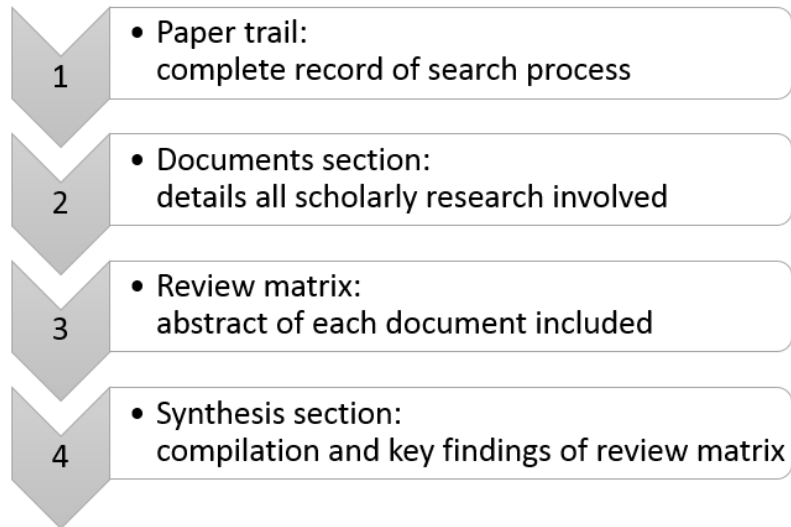 1
• Paper trail:
complete record of search process
2
• Documents section:
details all scholarly research involved
3
• Review matrix:
abstract of each document included
4
• Synthesis section:
compilation and key findings of review matrix